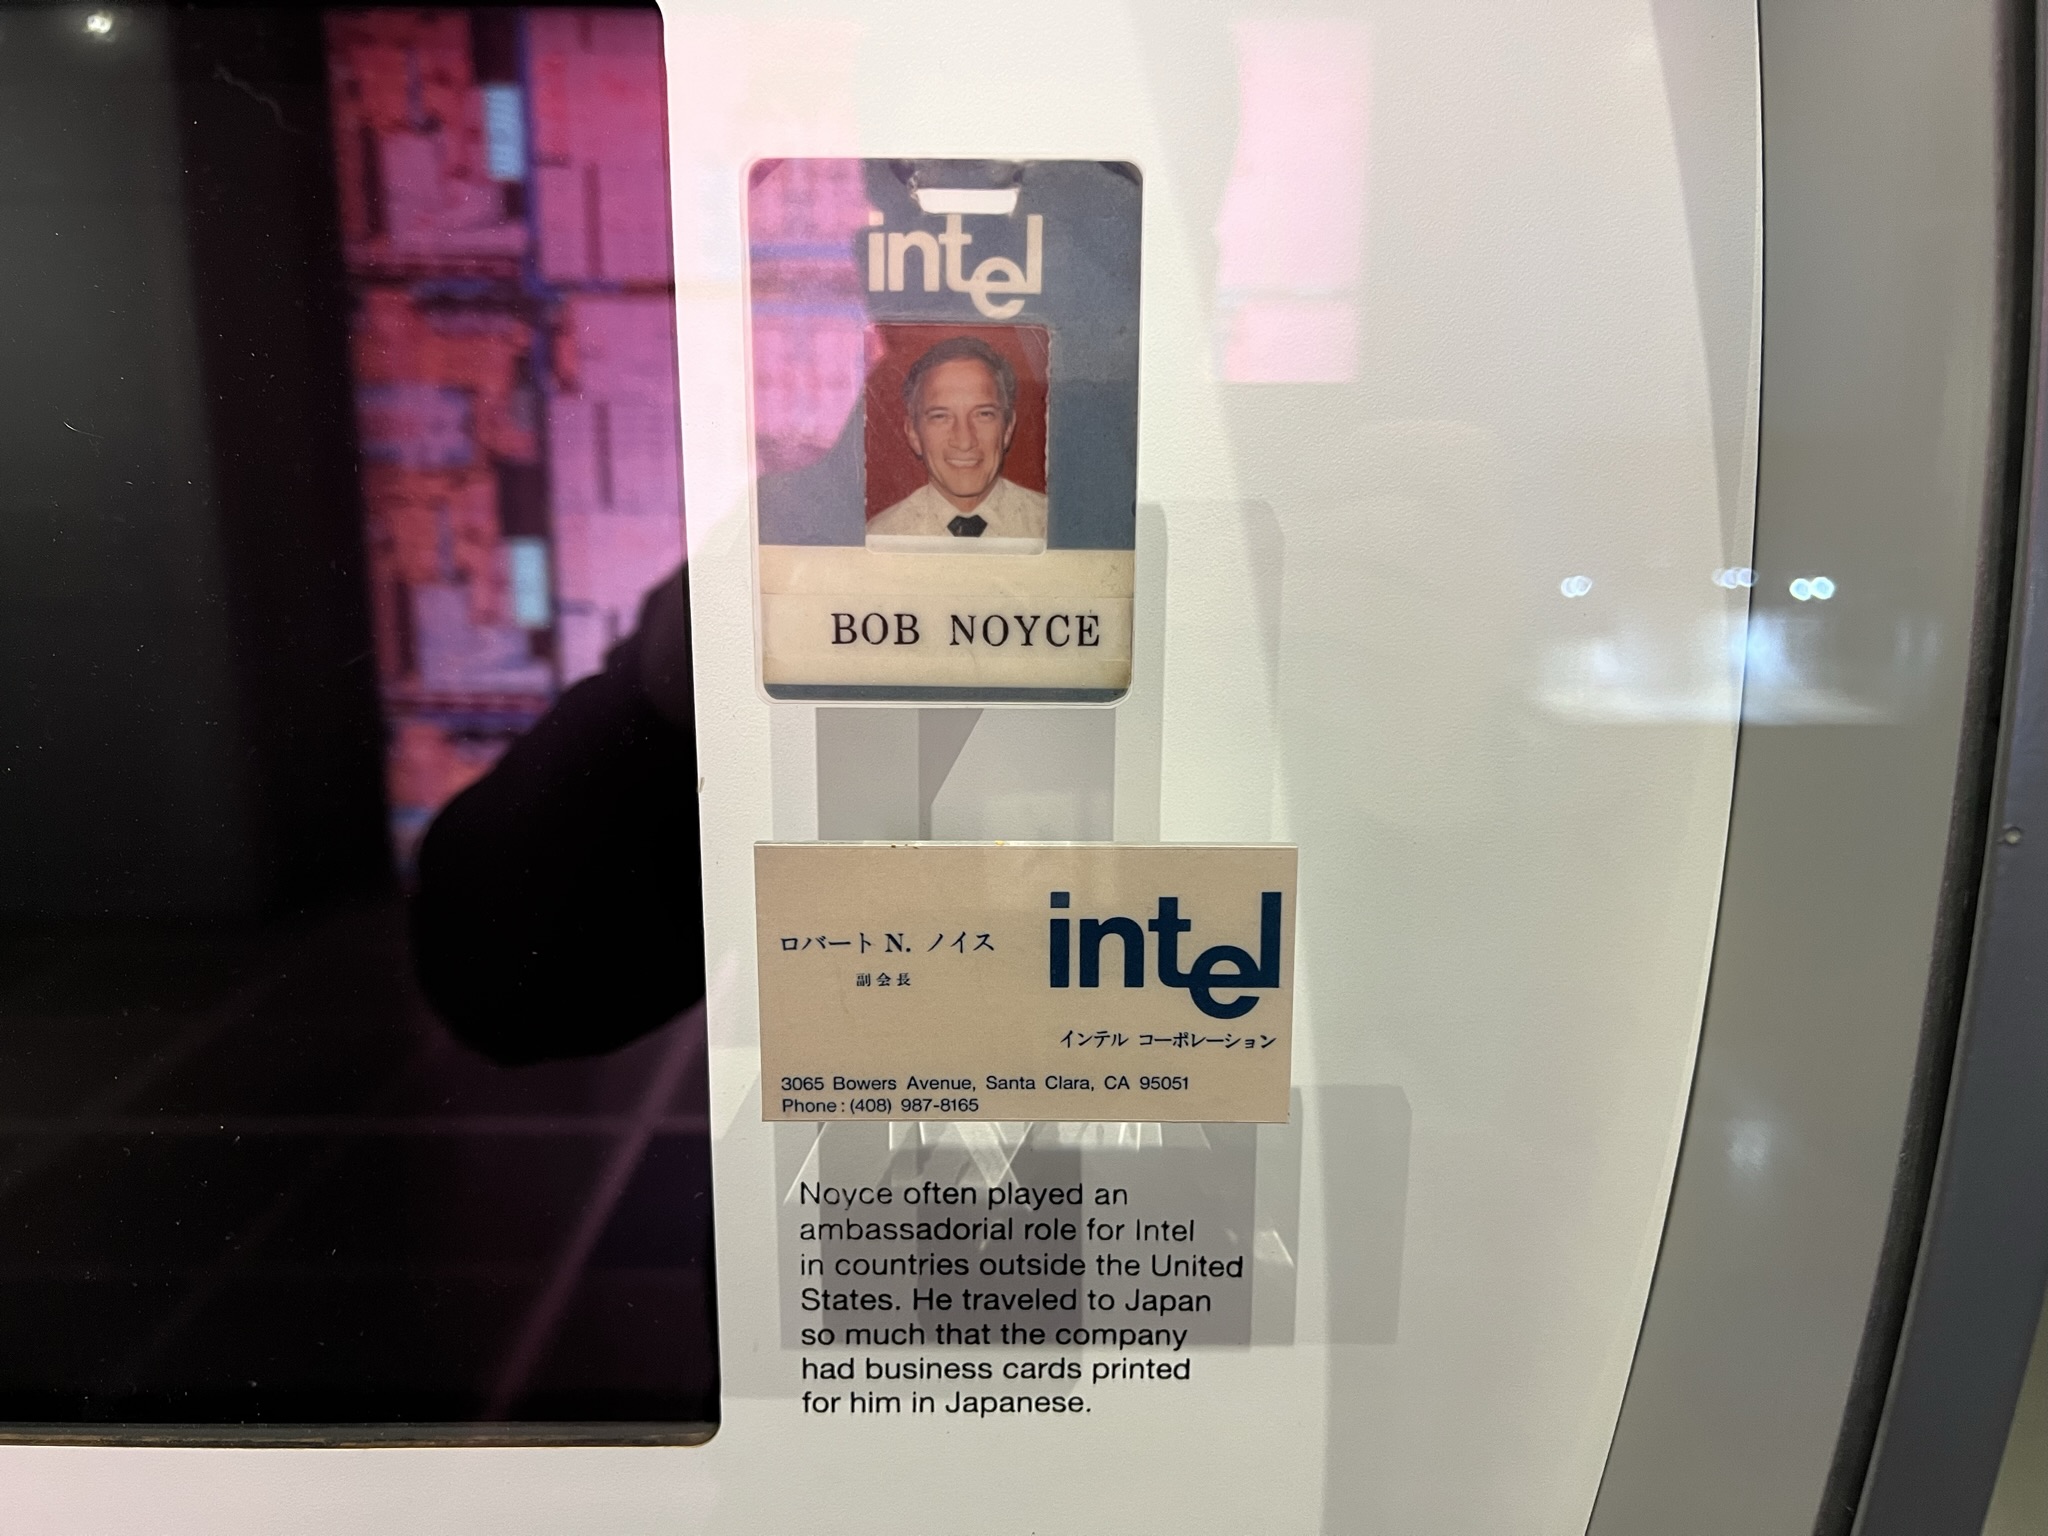 intel
BOB NOYCE
ロバート N. ノイス
副会長
intel
インテル コーポレーション
3065 Bowers Avenue, Santa Clara, CA 95051
Phone: (408) 987-8165
Noyce often played an
ambassadorial role for Intel
in countries outside the United
States. He traveled to Japan
so much that the company
had business cards printed
for him in Japanese.